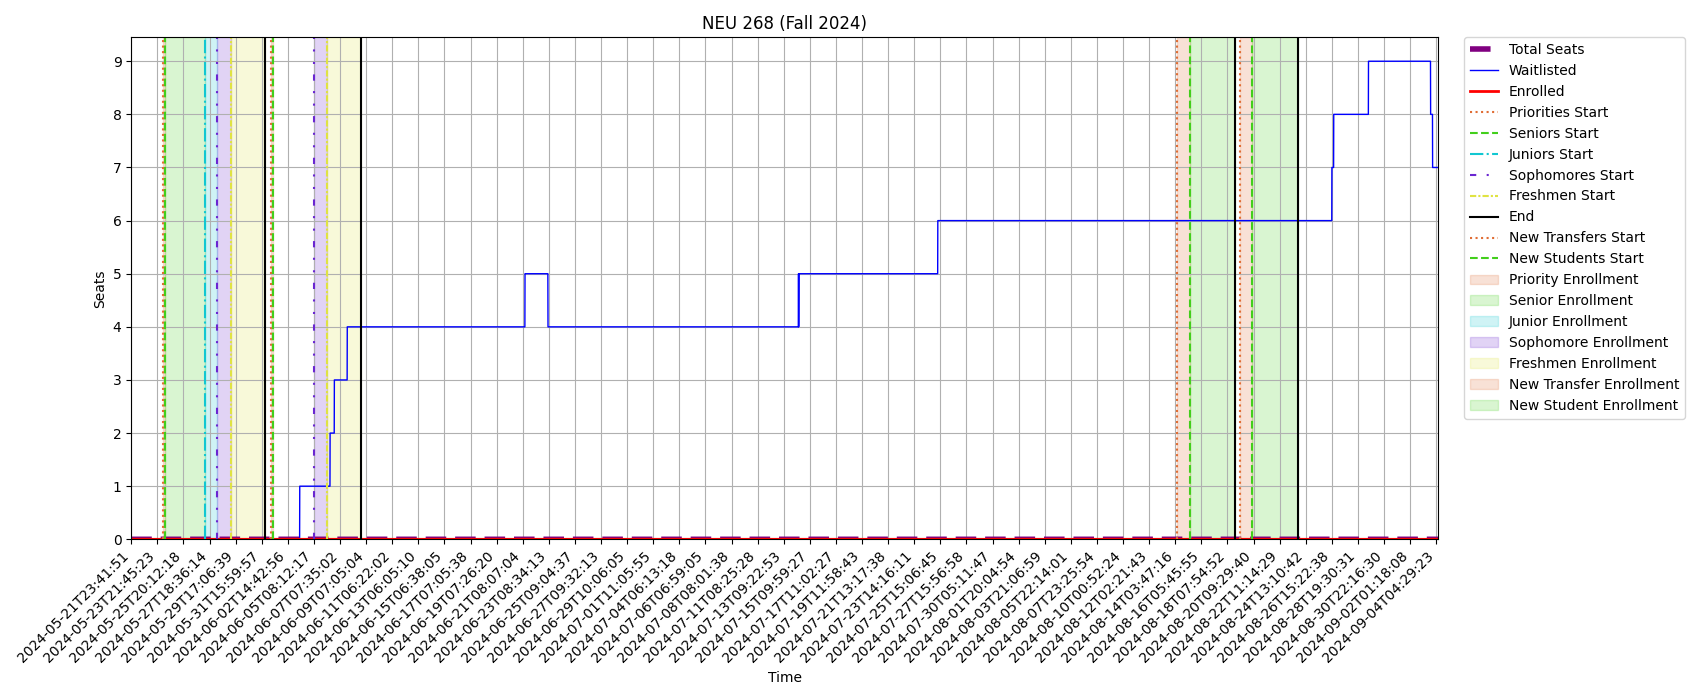 NEU 268 (Fall 2024)
Seats
9
8
7
6
5
4
3
2
1
0
2024-05-21T23:41:51
2024-05-23T21:45:23
2024-05-25T20:12:18
2024-05-27T18:36:14
2024-05-29T17:06:39
2024-05-31T15:59:57
2024-06-02T14:42:56
2024-06-05T08:12:17
2024-06-07T07:35:02
2024-06-09T07:05:04
2024-06-11T06:22:02
2024-06-13T06:05:10
2024-06-15T06:38:05
2024-06-17T07:05:38
2024-06-19T07:26:20
2024-06-21T08:07:04
2024-06-23T08:34:13
2024-06-25T09:04:37
2024-06-27T09:32:13
2024-06-29T10:06:05
2024-07-01T11:05:55
2024-07-04T06:13:18
2024-07-06T06:59:05
2024-07-08T08:01:38
2024-07-11T08:25:28
2024-07-13T09:22:53
2024-07-15T09:59:27
2024-07-17T11:02:27
2024-07-19T11:58:43
2024-07-21T13:17:38
2024-07-23T14:16:11
2024-07-25T15:06:45
2024-07-27T15:56:58
2024-07-30T05:11:47
2024-08-01T20:04:54
2024-08-03T21:06:59
2024-08-05T22:14:01
2024-08-07T23:25:54
2024-08-10T00:52:24
2024-08-12T02:21:43
2024-08-14T03:47:16
2024-08-16T05:45:55
2024-08-18T07:54:52
2024-08-20T09:29:40
2024-08-22T11:14:29
2024-08-24T13:10:42
2024-08-26T15:22:38
2024-08-28T19:30:31
2024-08-30T22:16:30
2024-09-02T01:18:08
2024-09-04T04:29:23
Time
Total Seats
Waitlisted
Enrolled
Priorities Start
Seniors Start
Juniors Start
Sophomores Start
Freshmen Start
End
New Transfers Start
New Students Start
Priority Enrollment
Senior Enrollment
Junior Enrollment
Sophomore Enrollment
Freshmen Enrollment
New Transfer Enrollment
New Student Enrollment